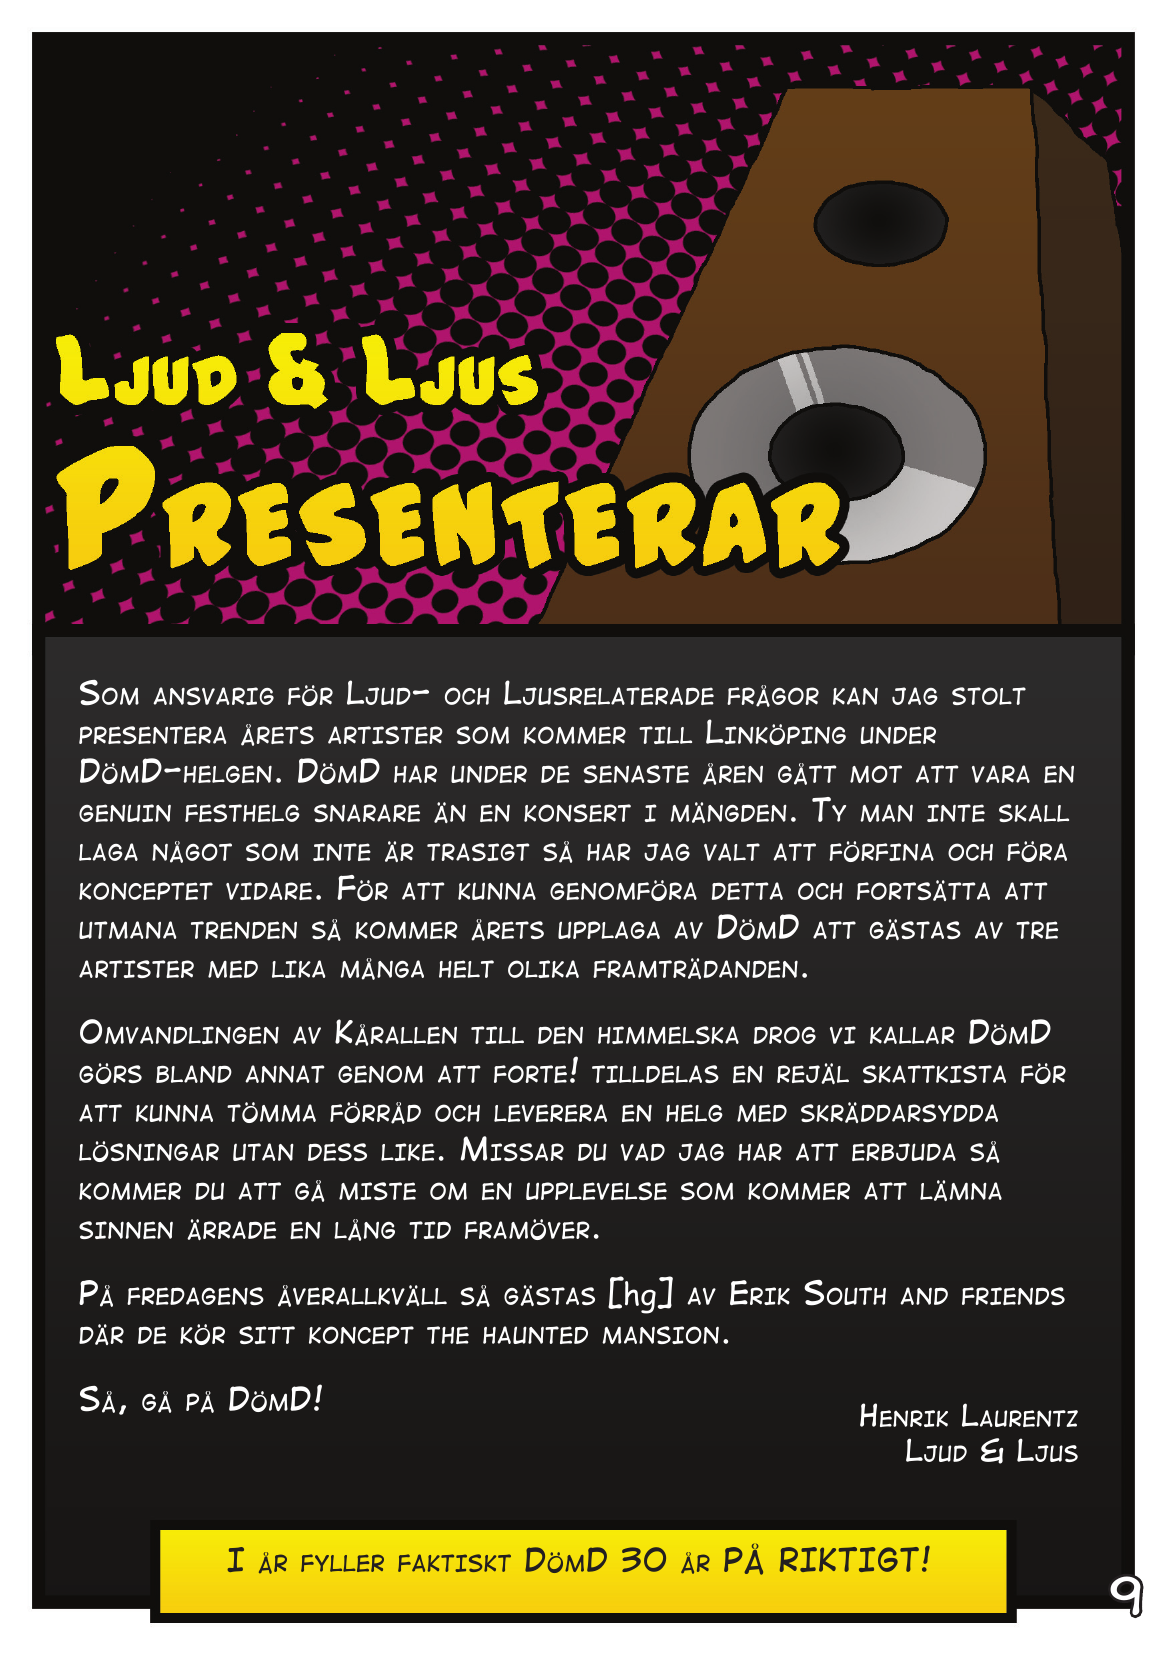 Ljud & Ljus
Presenterar
Som ansvarig för Ljud- och Ljusrelaterade frågor kan jag stolt
presentera årets artister som kommer till Linköping under
DömD-helgen. DömD har under de senaste åren gått mot att vara en
genuin festhelg snarare än en konsert i mängden. Ty man inte skall
laga något som inte är trasigt så har jag valt att förfina och föra
konceptet vidare. För att kunna genomföra detta och fortsätta att
utmana trenden så kommer årets upplaga av DömD att gästas av tre
artister med lika många helt olika framträdanden.
Omvandlingen av Kårallen till den himmelska drog vi kallar DömD
görs bland annat genom att forte! tilldelas en rejäl skattkista för
att kunna tömma förråd och leverera en helg med skräddarsydda
lösningar utan dess like. Missar du vad jag har att erbjuda så
kommer du att gå miste om en upplevelse som kommer att lämna
sinnen ärrade en lång tid framöver.
På fredagens åverallkväll så gästas [hg] av Erik South and friends
där de kör sitt koncept the haunted mansion.
Så, gå på DömD!
Henrik Laurentz
Ljud & Ljus
I år fyller faktiskt DömD 30 år PÅ RIKTIGT!
9